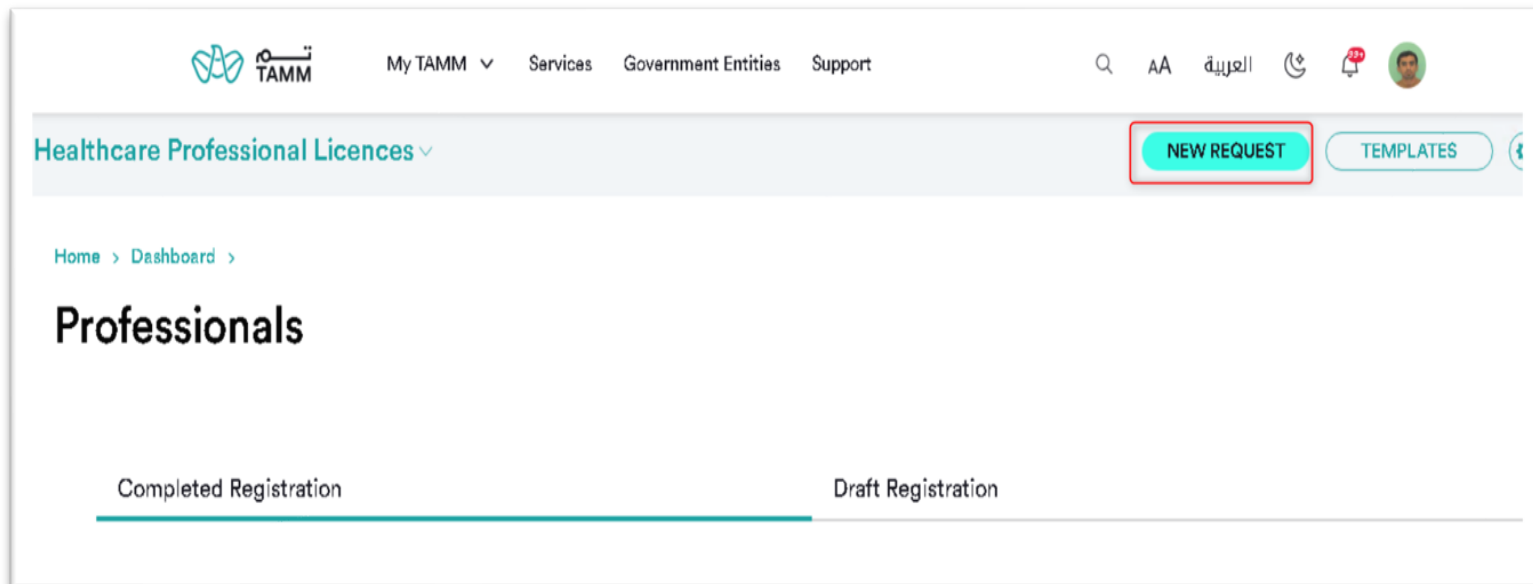 تم
TAMM
My TAMM
Services
Government Entities
Support
AA
العربية
Healthcare Professional Licences
NEW REQUEST
TEMPLATES
Home > Dashboard >
Professionals
Completed Registration
Draft Registration